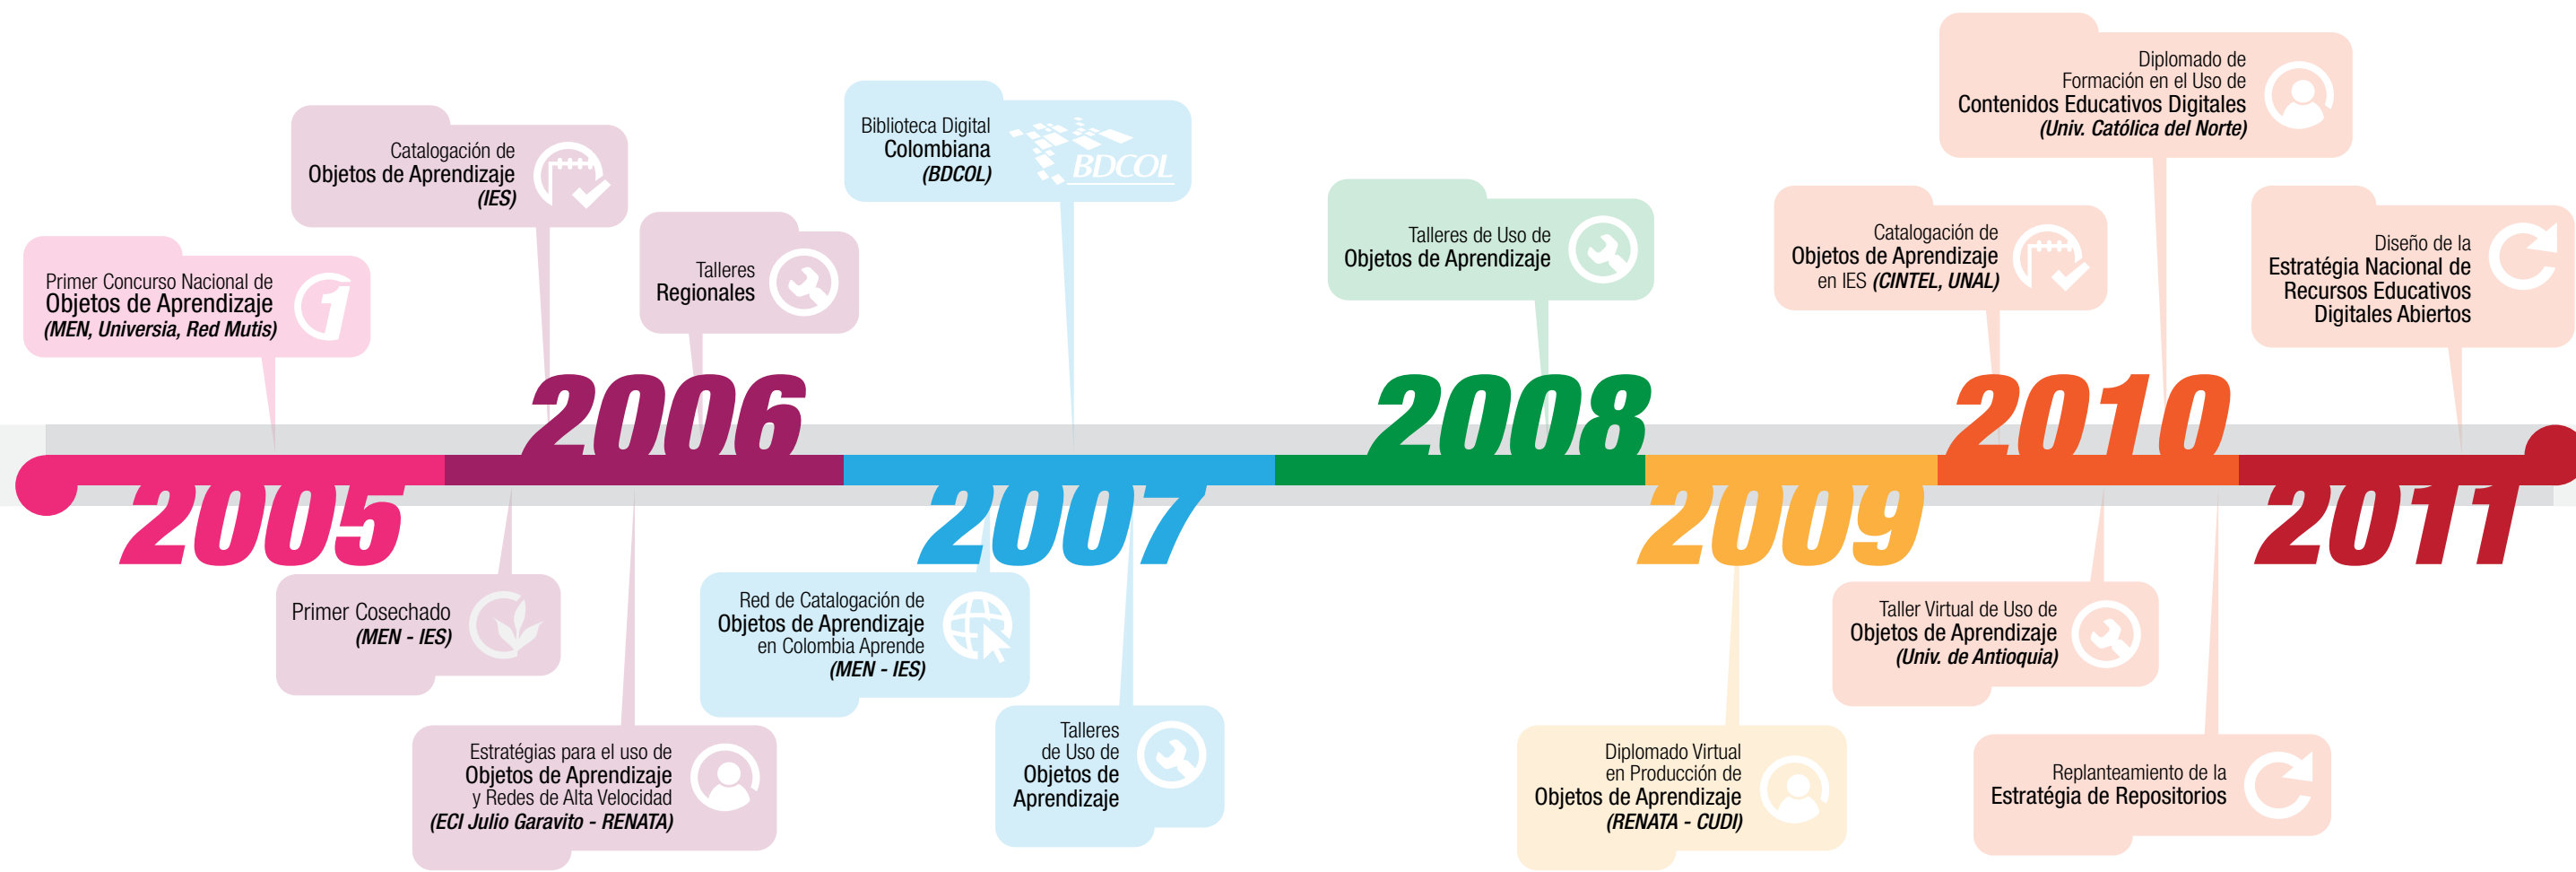 Primer Concurso Nacional de
Objetos de Aprendizaje
(MEN, Universia, Red Mutis)
1
2005
Catalogación de
Objetos de Aprendizaje
(IES)
Talleres
Regionales
2006
Primer Cosechado
(MEN - IES)
Estratégias para el uso de
Objetos de Aprendizaje
y Redes de Alta Velocidad
(ECI Julio Garavito - RENATA)
Biblioteca Digital
Colombiana
(BDCOL)
BDCOL
2007
Red de Catalogación de
Objetos de Aprendizaje
en Colombia Aprende
(MEN - IES)
Talleres
de Uso de
Objetos de
Aprendizaje
Talleres de Uso de
Objetos de Aprendizaje
2008
2009
Diplomado Virtual
en Producción de
Objetos de Aprendizaje
(RENATA - CUDI)
Catalogación de
Objetos de Aprendizaje
en IES (CINTEL, UNAL)
Diplomado de
Formación en el Uso de
Contenidos Educativos Digitales
(Univ. Católica del Norte)
2010
Taller Virtual de Uso de
Objetos de Aprendizaje
(Univ. de Antioquia)
Replanteamiento de la
Estratégia de Repositorios
Diseño de la
Estratégia Nacional de
Recursos Educativos
Digitales Abiertos
2011